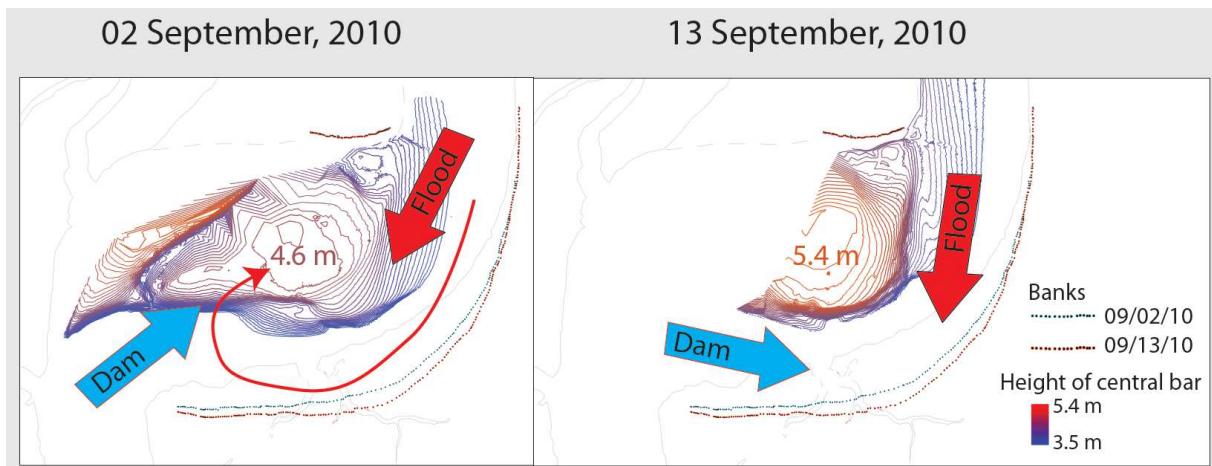 02 September, 2010
13 September, 2010
Flood
4.6 m
Dam
Flood
5.4 m
Dam
Banks
09/02/10
09/13/10
Height of central bar
5.4 m
3.5 m